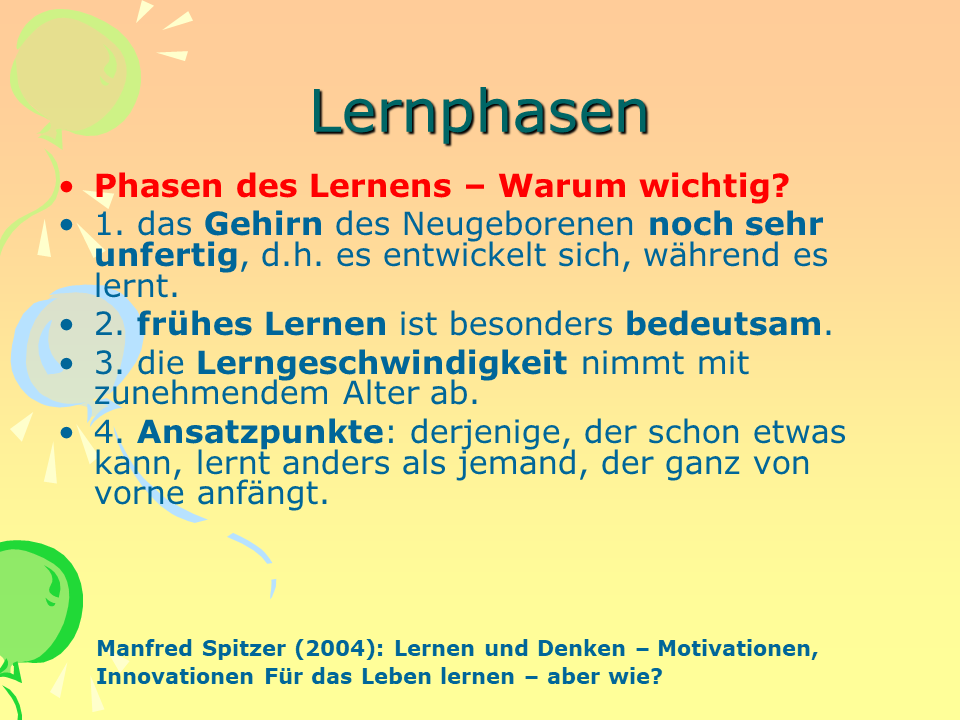 Lernphasen
• Phasen des Lernens – Warum wichtig?
• 1. das Gehirn des Neugeborenen noch sehr
unfertig, d.h. es entwickelt sich, während es
lernt.
• 2. frühes Lernen ist besonders bedeutsam.
• 3. die Lerngeschwindigkeit nimmt mit
zunehmendem Alter ab.
• 4. Ansatzpunkte: derjenige, der schon etwas
kann, lernt anders als jemand, der ganz von
vorne anfängt.
Manfred Spitzer (2004): Lernen und Denken – Motivationen,
Innovationen Für das Leben lernen – aber wie?